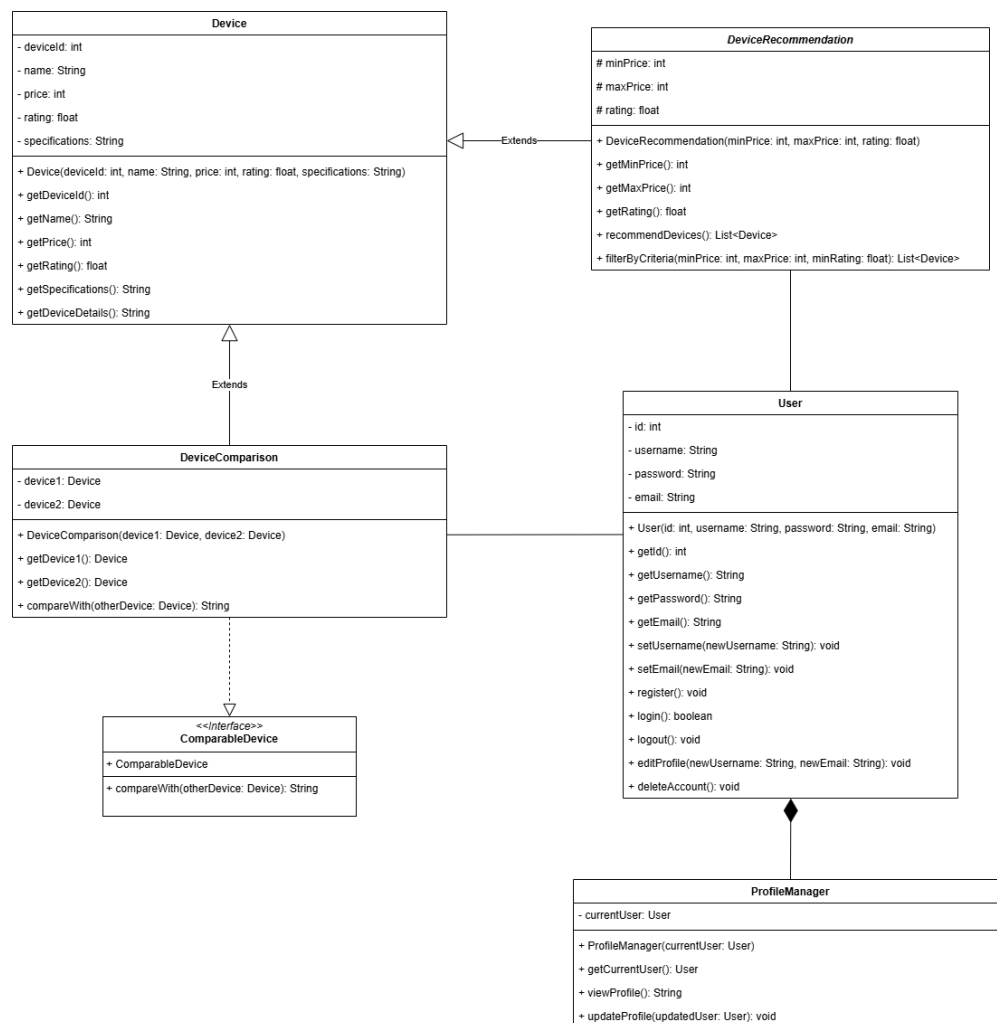 Device
- deviceId: int
- name: String
- price: int
- rating: float
- specifications: String
+ Device(deviceId: int, name: String, price: int, rating: float, specifications: String)
+ getDeviceId(): int
+ getName(): String
+ getPrice(): int
+ getRating(): float
+ getSpecifications(): String
+ getDeviceDetails(): String
Extends
DeviceRecommendation
# minPrice: int
# maxPrice: int
# rating: float
+ DeviceRecommendation(minPrice: int, maxPrice: int, rating: float)
+ getMinPrice(): int
+ getMaxPrice(): int
+ getRating(): float
+ recommendDevices(): List<Device>
+ filterByCriteria(minPrice: int, maxPrice: int, minRating: float): List<Device>
Extends
DeviceComparison
- device1: Device
- device2: Device
+ DeviceComparison(device1: Device, device2: Device)
+ getDevice1(): Device
+ getDevice2(): Device
+ compareWith(otherDevice: Device): String
User
- id: int
- username: String
- password: String
- email: String
+ User(id: int, username: String, password: String, email: String)
+ getId(): int
+ getUsername(): String
+ getPassword(): String
+ getEmail(): String
+ setUsername(newUsername: String): void
+ setEmail(newEmail: String): void
+ register(): void
+ login(): boolean
+ logout(): void
+ editProfile(newUsername: String, newEmail: String): void
+ deleteAccount(): void
<<Interface>>
ComparableDevice
+ ComparableDevice
+ compareWith(otherDevice: Device): String
ProfileManager
- currentUser: User
+ ProfileManager(currentUser: User)
+ getCurrentUser(): User
+ viewProfile(): String
+ updateProfile(updatedUser: User): void